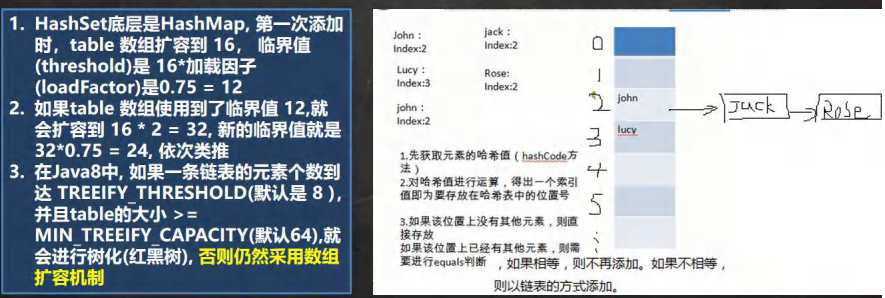 1. HashSet底层是HashMap, 第一次添加
时，table 数组扩容到 16， 临界值
(threshold)是 16*加载因子
(loadFactor)是0.75 = 12
2. 如果table 数组使用到了临界值 12,就
会扩容到 16 * 2 = 32, 新的临界值就是
32*0.75 = 24, 依次类推
3. 在Java8中, 如果一条链表的元素个数到
达 TREEIFY_THRESHOLD(默认是 8 )，
并且table的大小 >=
MIN_TREEIFY_CAPACITY(默认64),就
会进行树化(红黑树), 否则仍然采用数组
扩容机制
John：
Index:2
jack：
Index:2
Lucy：
Index:3
Rose:
Index:2
john：
Index:2
1.先获取元素的哈希值（hashCode方
法）
2.对哈希值进行运算，得出一个索引
值即为要存放在哈希表中的位置号
3.如果该位置上没有其他元素，则直
接存放
如果该位置上已经有其他元素，则需
要进行equals判断 ，如果相等，则不再添加。如果不相等，
则以链表的方式添加。
0
1
2 john
Juck
Rose
3 lucy
4
5